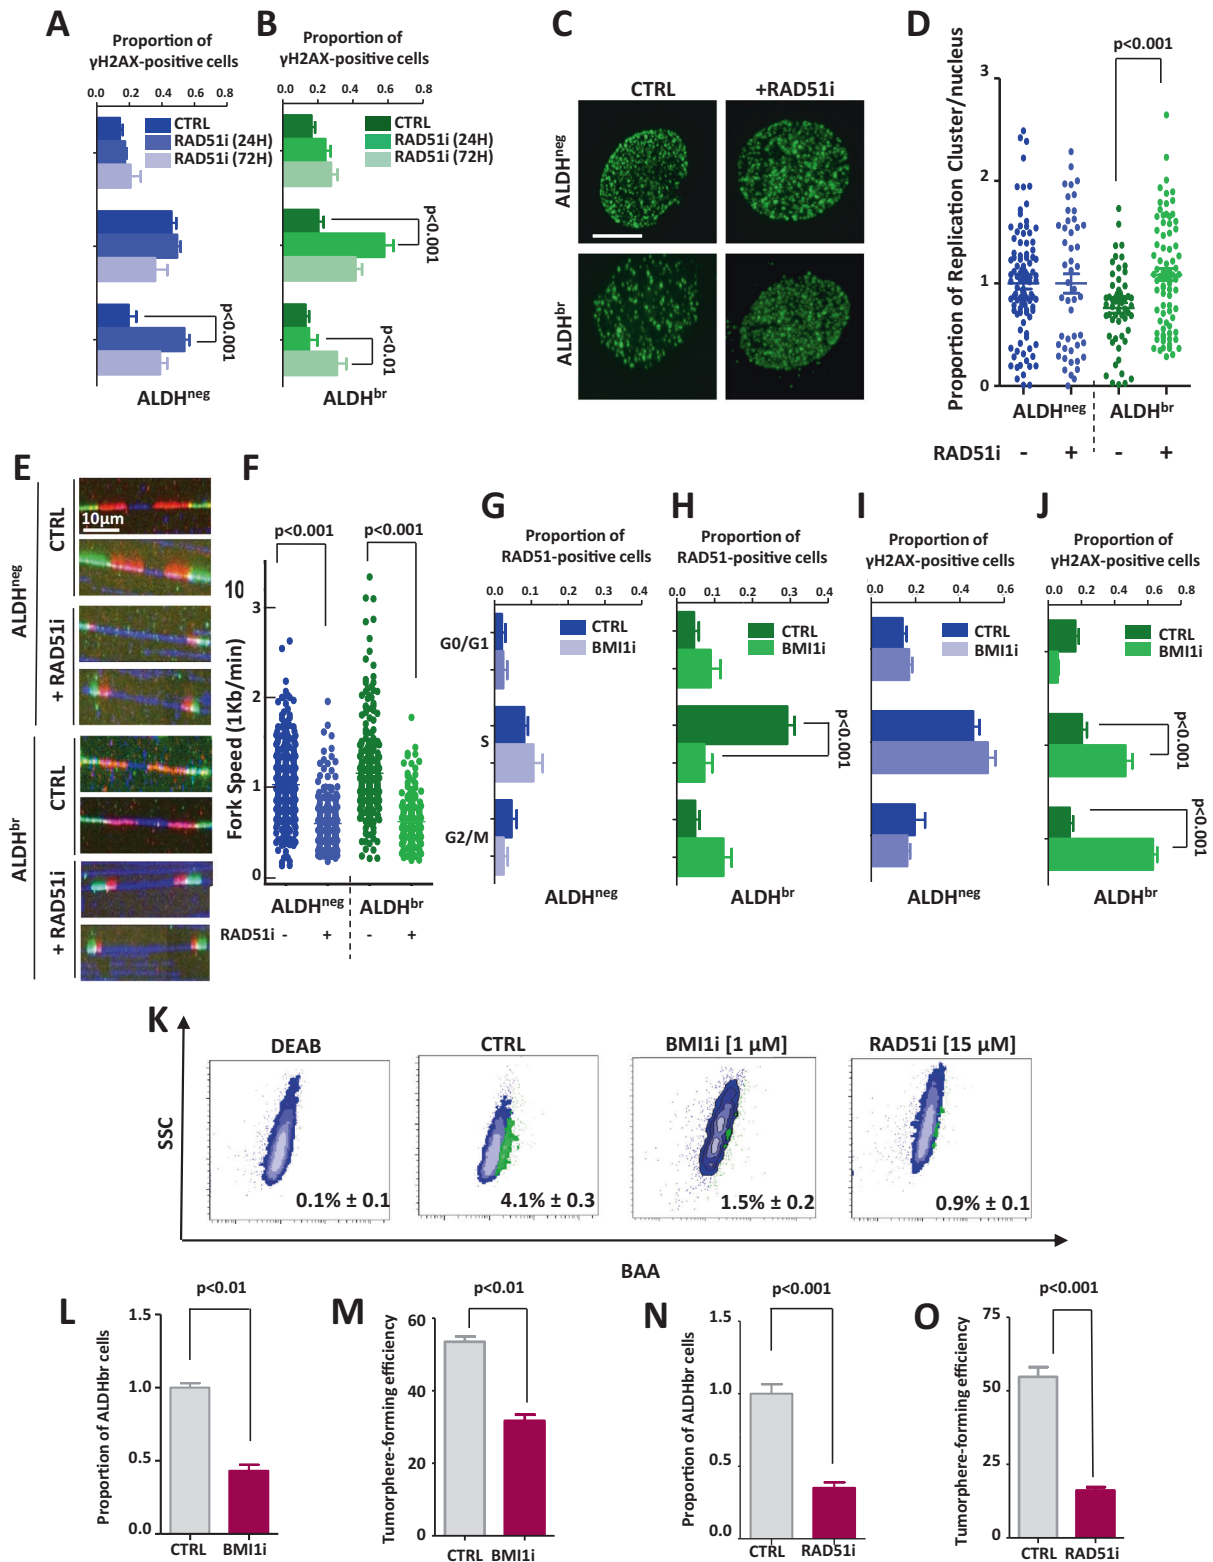 A
Proportion of
γH2AX-positive cells
0.0 0.2 0.4 0.6 0.8
CTRL
RAD51i (24H)
RAD51i (72H)
p<0.001
ALDHneg
B
Proportion of
γH2AX-positive cells
0.0 0.2 0.4 0.6 0.8
CTRL
RAD51i (24H)
RAD51i (72H)
p<0.001
p<0.01
ALDHbr
C
CTRL +RAD51i
ALDHneg
ALDHbr
D
p<0.001
Proportion of Replication Cluster/nucleus
3
2
1
0
ALDHneg ALDHbr
RAD51i - + - +
E
ALDHneg
CTRL
10μm
+ RAD51i
ALDHbr
CTRL
+ RAD51i
F
p<0.001 p<0.001
Fork Speed (1Kb/min)
10
3
2
1
0
ALDHneg ALDHbr
RAD51i - + - +
G
Proportion of
RAD51-positive cells
0.0 0.1 0.2 0.3 0.4
CTRL
BMI1i
G0/G1
S
G2/M
ALDHneg
H
Proportion of
RAD51-positive cells
0.0 0.1 0.2 0.3 0.4
CTRL
BMI1i
p<0.001
ALDHbr
I
Proportion of
γH2AX-positive cells
0.0 0.2 0.4 0.6
CTRL
BMI1i
ALDHneg
J
Proportion of
γH2AX-positive cells
0.0 0.2 0.4 0.6 0.8
CTRL
BMI1i
p<0.001
p<0.001
ALDHbr
K
SSC
DEAB CTRL BMI1i [1 μM] RAD51i [15 μM]
0.1% ± 0.1 4.1% ± 0.3 1.5% ± 0.2 0.9% ± 0.1
BAA
L
p<0.01
Proportion of ALDHbr cells
1.5
1.0
0.5
0.0
CTRL BMI1i
M
p<0.01
Tumorphere-forming efficiency
60
40
20
0
CTRL BMI1i
N
p<0.001
Proportion of ALDHbr cells
1.5
1.0
0.5
0.0
CTRL RAD51i
O
p<0.001
Tumorphere-forming efficiency
75
50
25
0
CTRL RAD51i